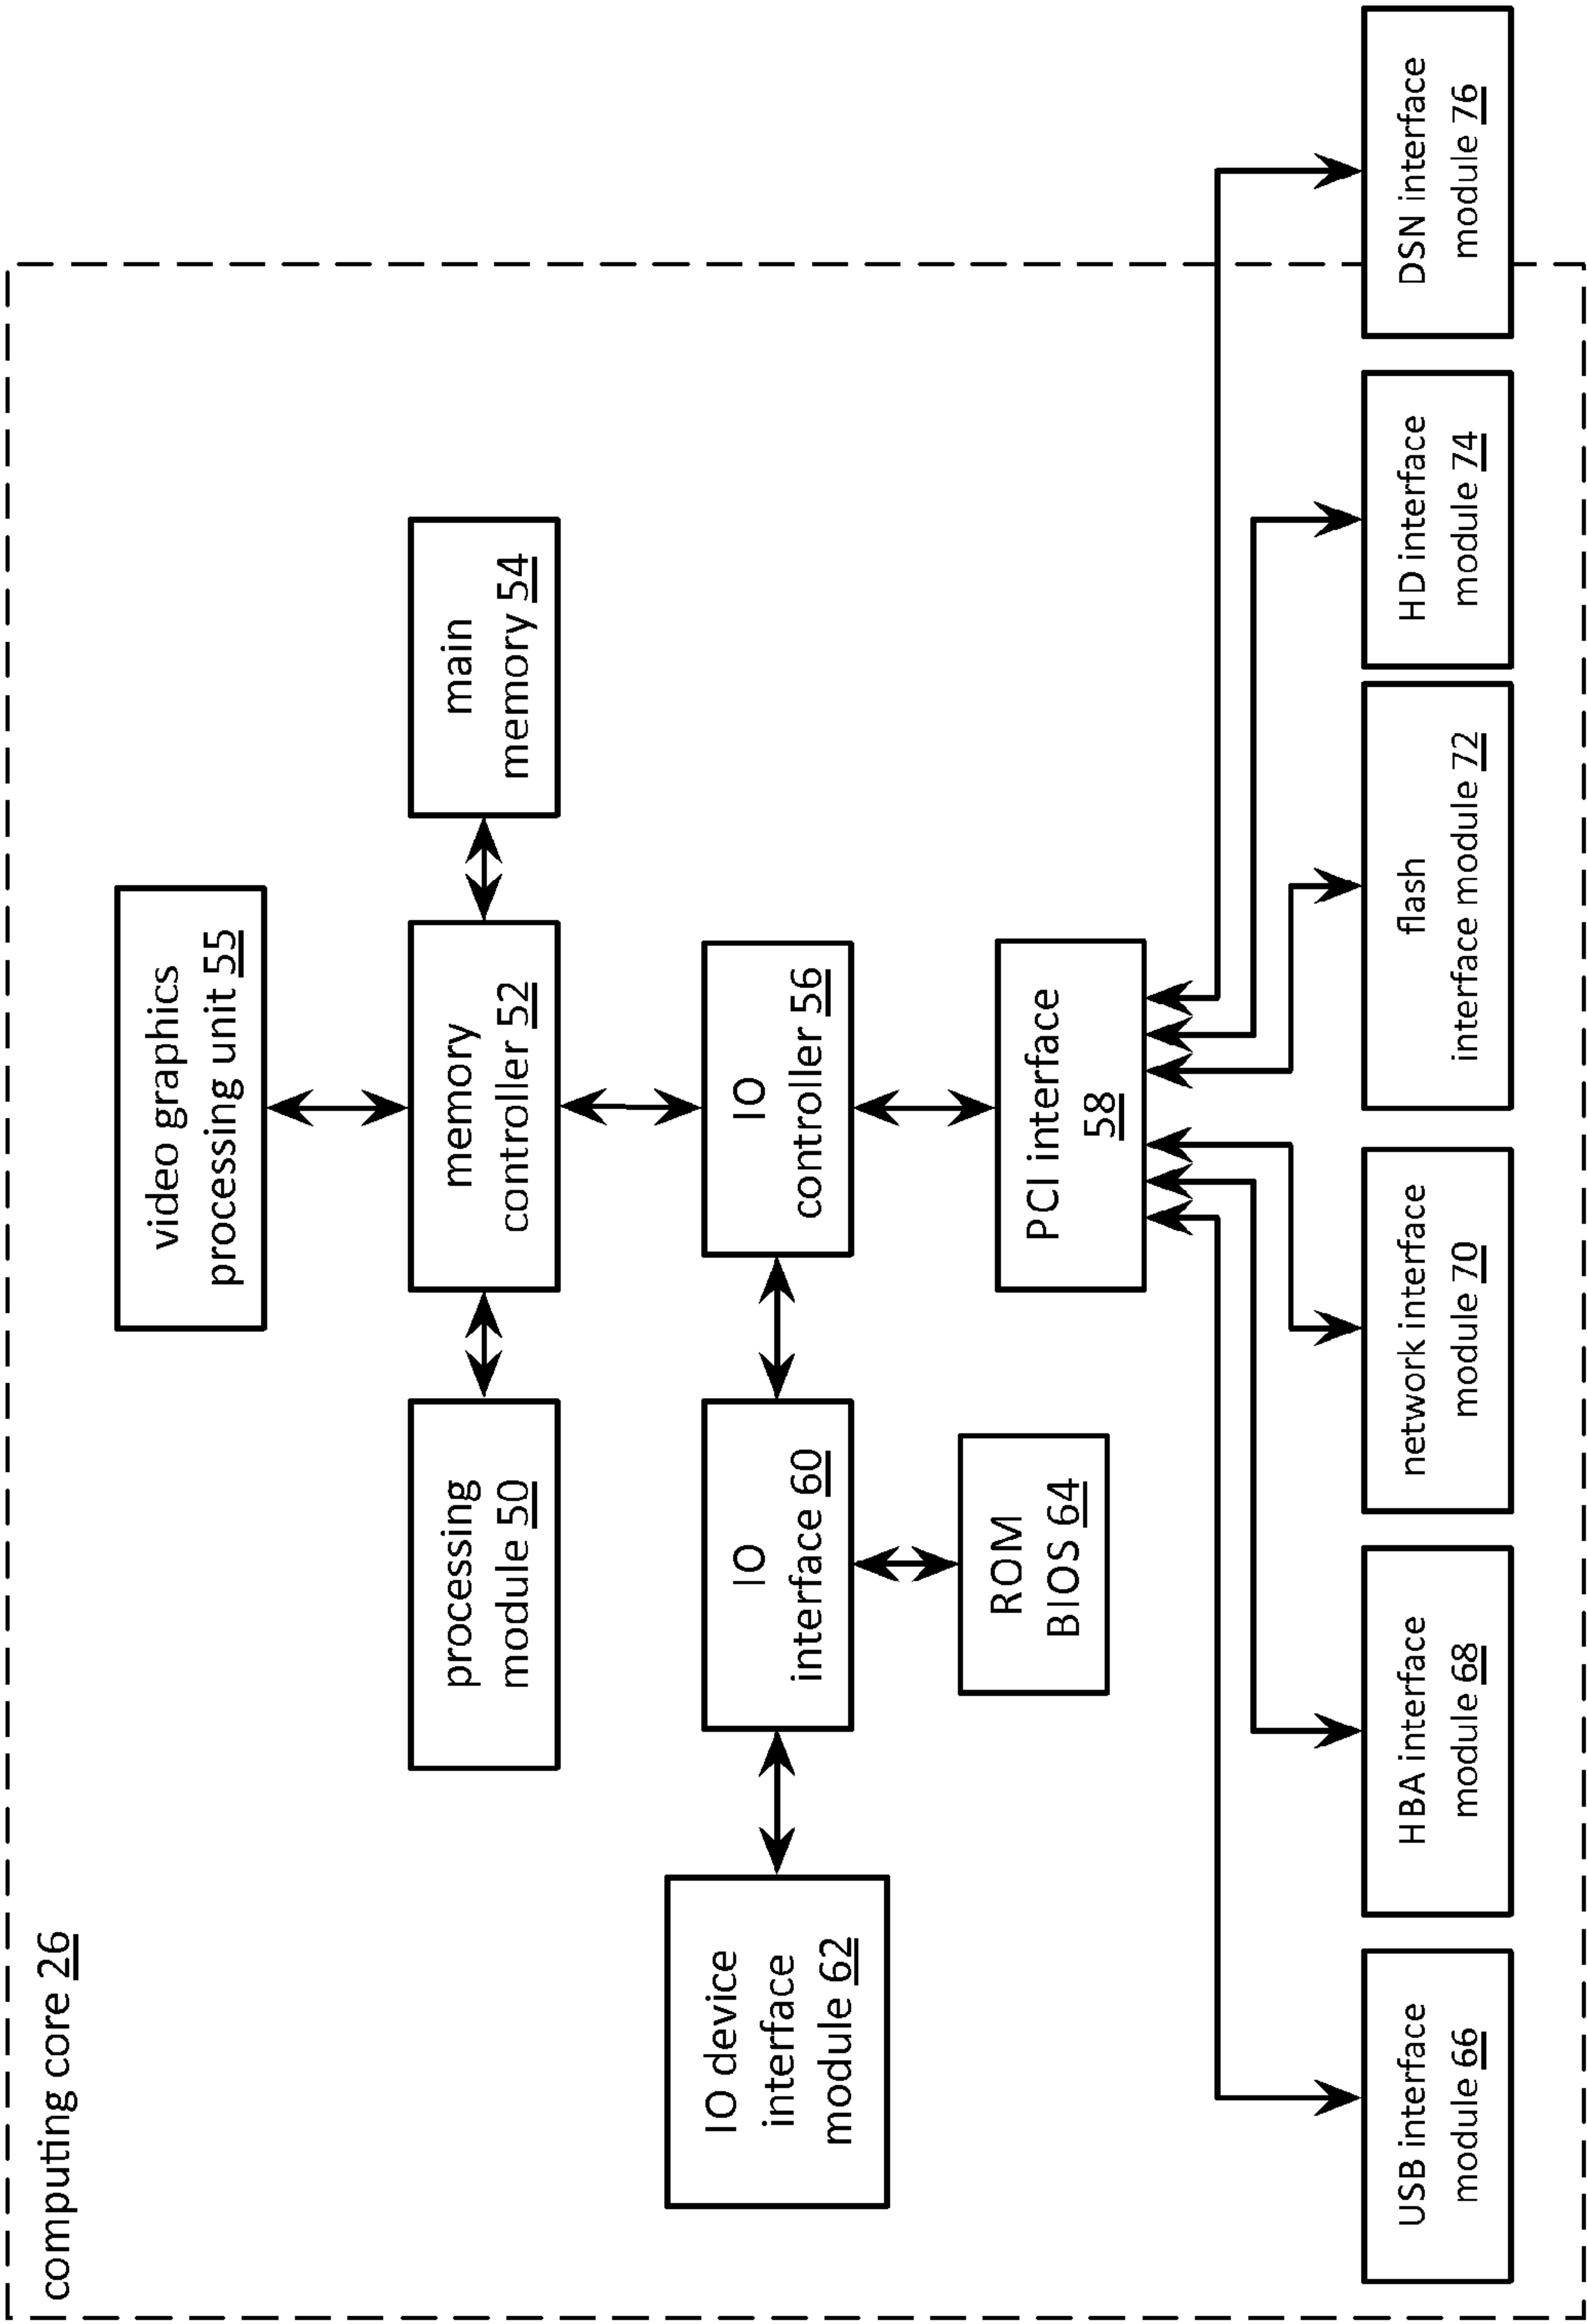 computing core 26
video graphics
processing unit 55
processing
module 50
memory
controller 52
main
memory 54
IO device
interface
module 62
IO
interface 60
IO
controller 56
ROM
BIOS 64
PCI interface
58
USB interface
module 66
HBA interface
module 68
network interface
module 70
flash
interface module 72
HD interface
module 74
DSN interface
module 76